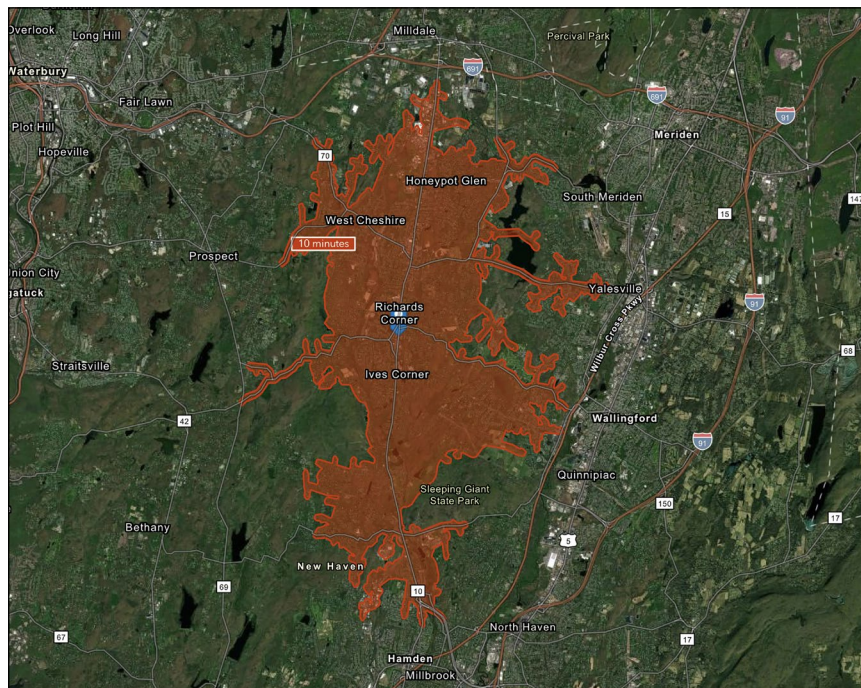 Overlook
Long Hill
Milldale
Percival Park
Waterbury
691
691
Fair Lawn
91
Plot Hill
Meriden
Hopeville
70
Honeypot Glen
South Meriden
147
15
West Cheshire
10 minutes
Prospect
Union City
Yalesville
gatuck
91
Richards
Corner
Wilbur Cross Pkwy
68
Straitsville
Ives Corner
42
Wallingford
91
Quinnipiac
Sleeping Giant
State Park
150
17
Bethany
5
New Haven
69
10
North Haven
67
17
Hamden
Millbrook